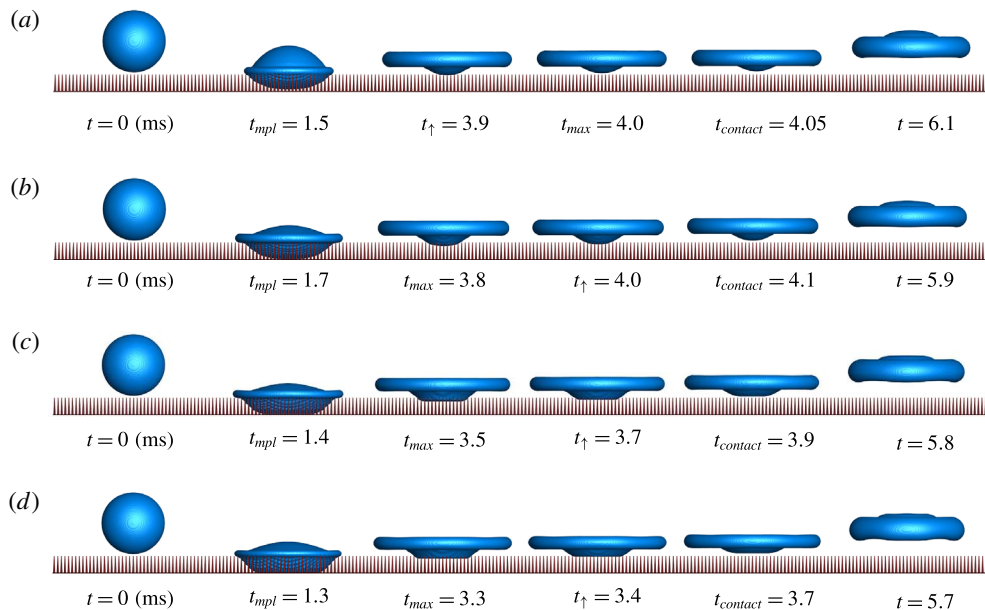 (a)
t = 0 (ms) t_mpl = 1.5 t_↑ = 3.9 t_max = 4.0 t_contact = 4.05 t = 6.1
(b)
t = 0 (ms) t_mpl = 1.7 t_max = 3.8 t_↑ = 4.0 t_contact = 4.1 t = 5.9
(c)
t = 0 (ms) t_mpl = 1.4 t_max = 3.5 t_↑ = 3.7 t_contact = 3.9 t = 5.8
(d)
t = 0 (ms) t_mpl = 1.3 t_max = 3.3 t_↑ = 3.4 t_contact = 3.7 t = 5.7